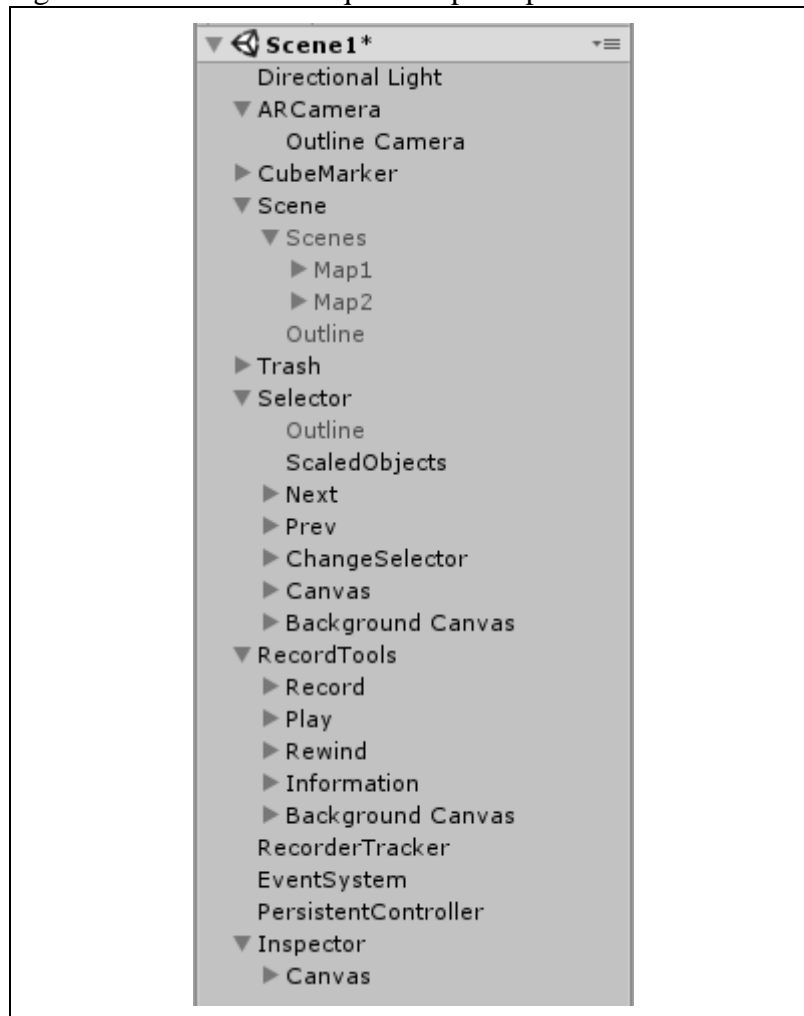 Scene1*
Directional Light
ARCamera
Outline Camera
CubeMarker
Scene
Scenes
Map1
Map2
Outline
Trash
Selector
Outline
ScaledObjects
Next
Prev
ChangeSelector
Canvas
Background Canvas
RecordTools
Record
Play
Rewind
Information
Background Canvas
RecorderTracker
EventSystem
PersistentController
Inspector
Canvas